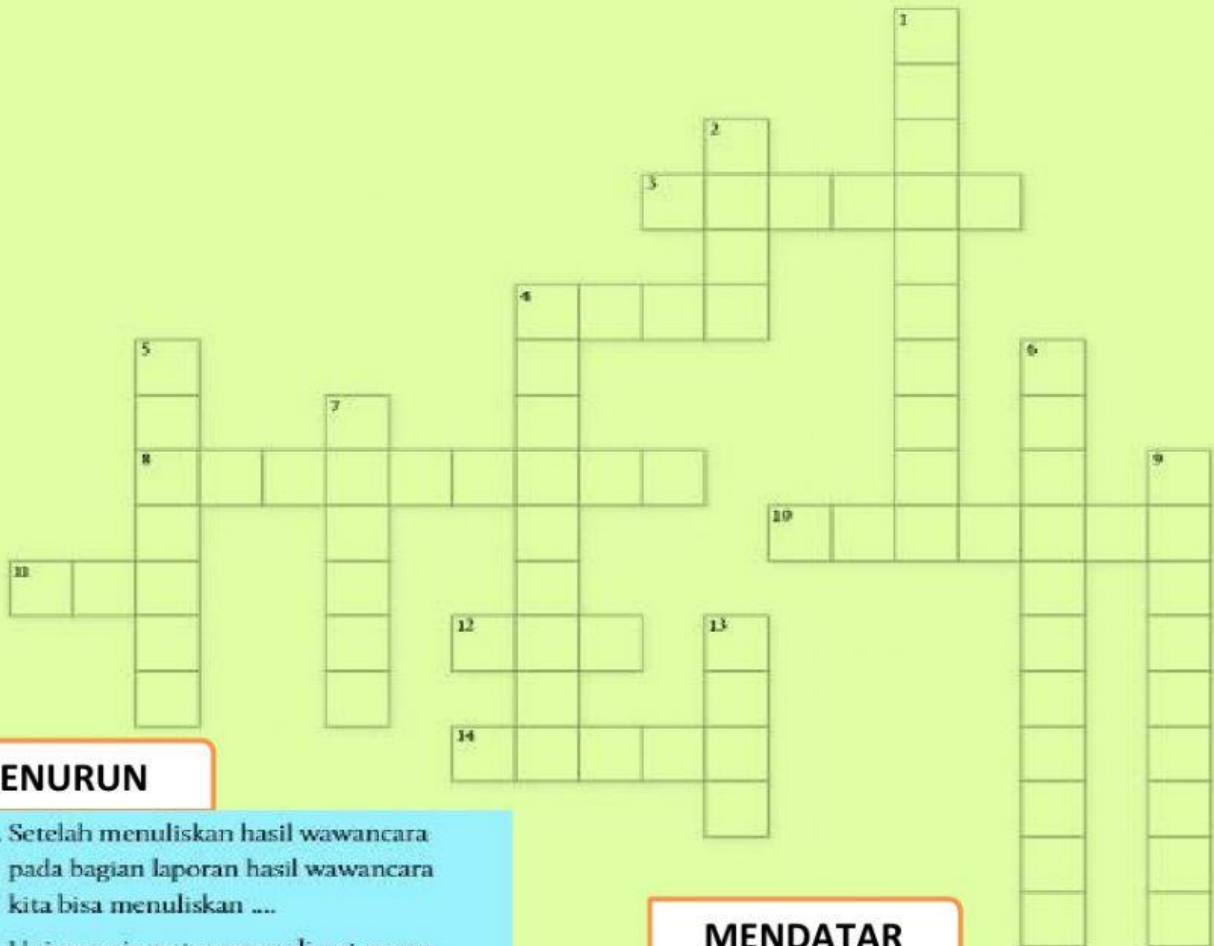 1
2
3
4
5
6
7
8
9
10
11
12
13
14
ENURUN
Setelah menuliskan hasil wawancara
pada bagian laporan hasil wawancara
kita bisa menuliskan ....
MENDATAR